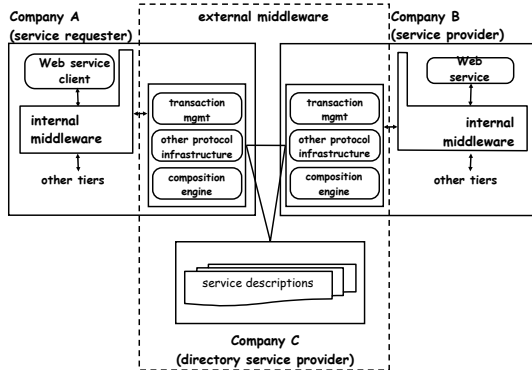 Company A
(service requester)
external middleware
Company B
(service provider)
Web service
client
internal
middleware
other tiers
transaction
mgmt
other protocol
infrastructure
composition
engine
transaction
mgmt
other protocol
infrastructure
composition
engine
Web
service
internal
middleware
other tiers
service descriptions
Company C
(directory service provider)